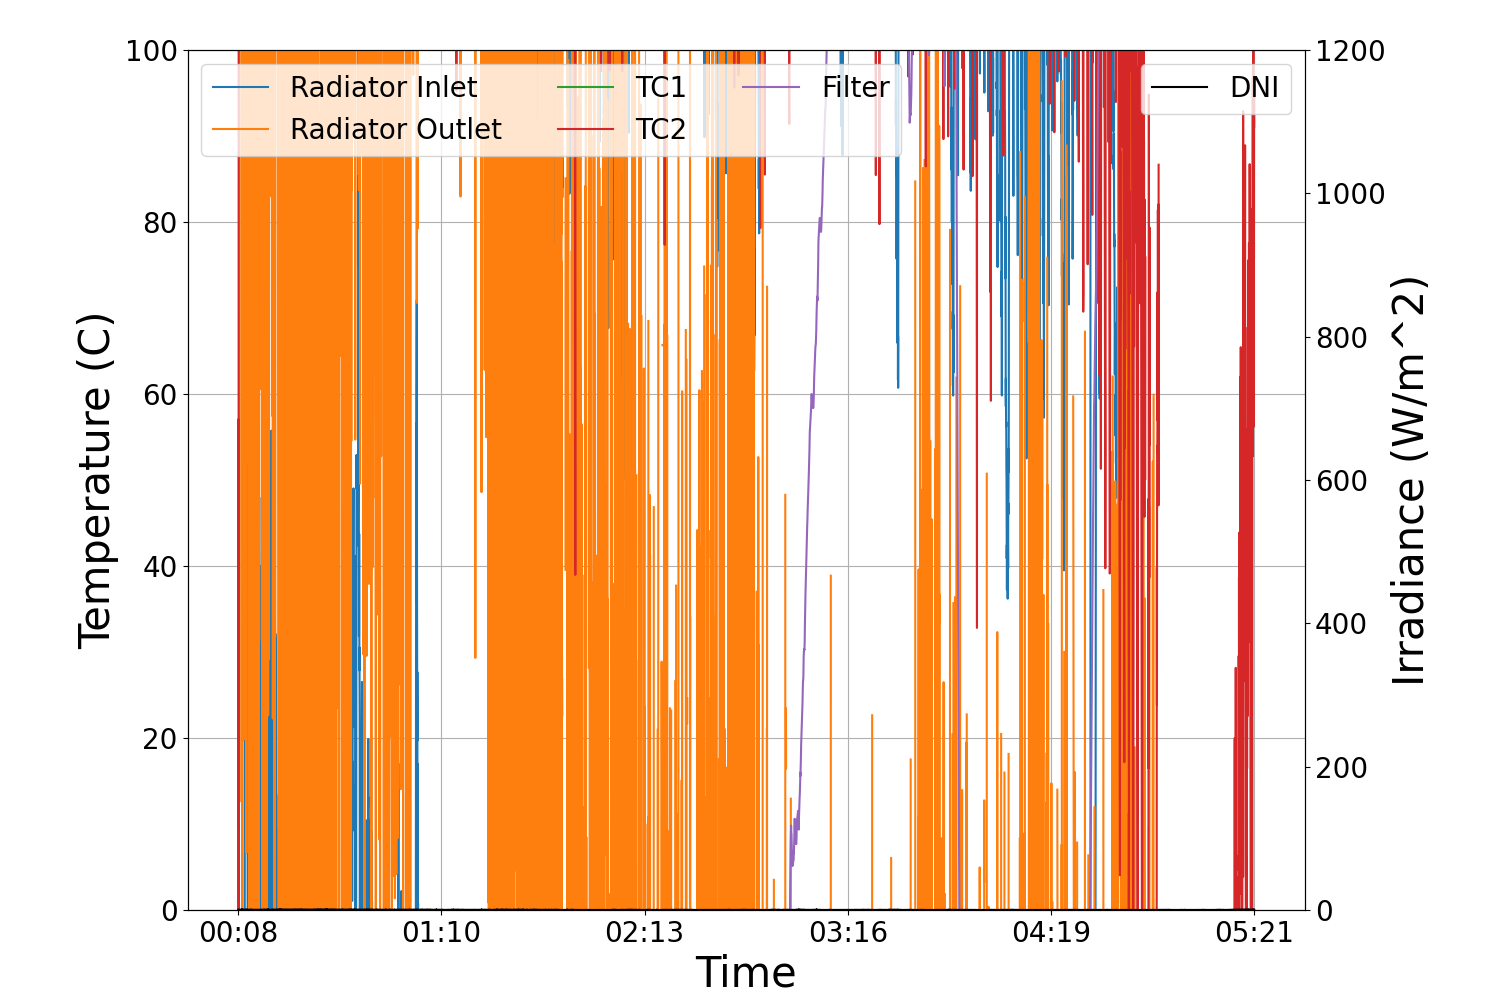 100
80
60
40
20
0
Temperature (C)
Radiator Inlet
Radiator Outlet
TC1
TC2
Filter
DNI
1200
1000
800
600
400
200
0
Irradiance (W/m^2)
00:08
01:10
02:13
03:16
04:19
05:21
Time